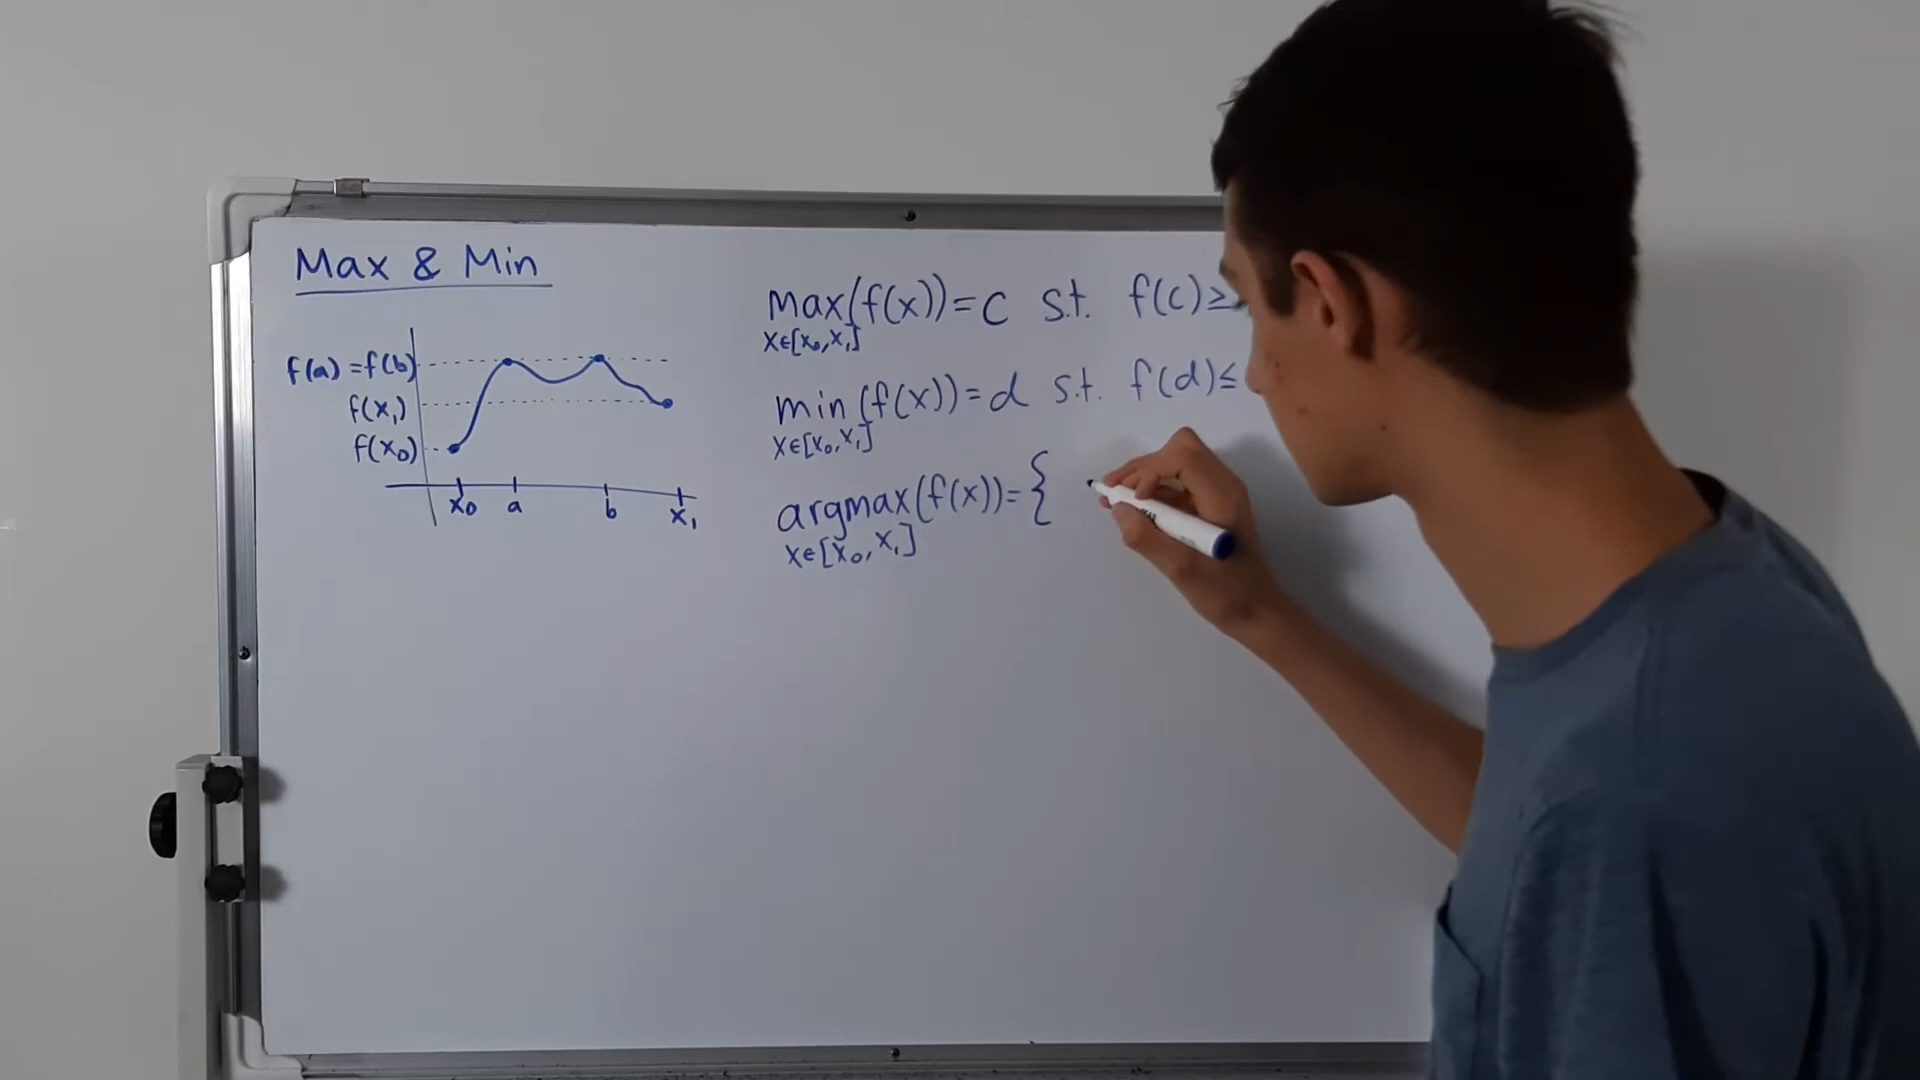 Max & Min
f(a) = f(b)
f(x₁)
f(x₀)
x₀ a b x₁
max(f(x)) = c s.t. f(c) ≥
x∈[x₀, x₁]
min(f(x)) = d s.t. f(d) ≤
x∈[x₀, x₁]
argmax(f(x)) = {
x∈[x₀, x₁]